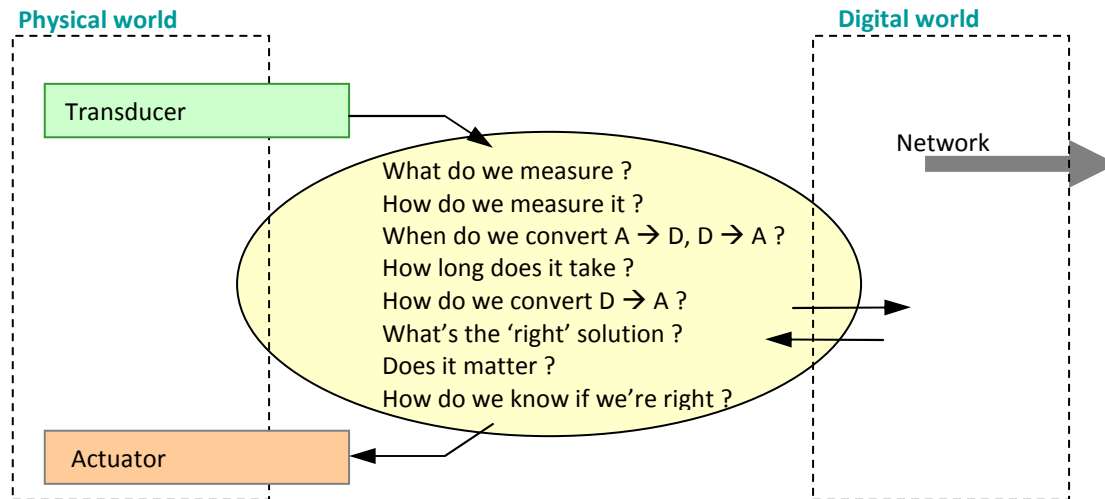 Physical world
Digital world
Transducer
Network
What do we measure ?
How do we measure it ?
When do we convert A → D, D → A ?
How long does it take ?
How do we convert D → A ?
What's the ‘right’ solution ?
Does it matter ?
How do we know if we’re right ?
Actuator